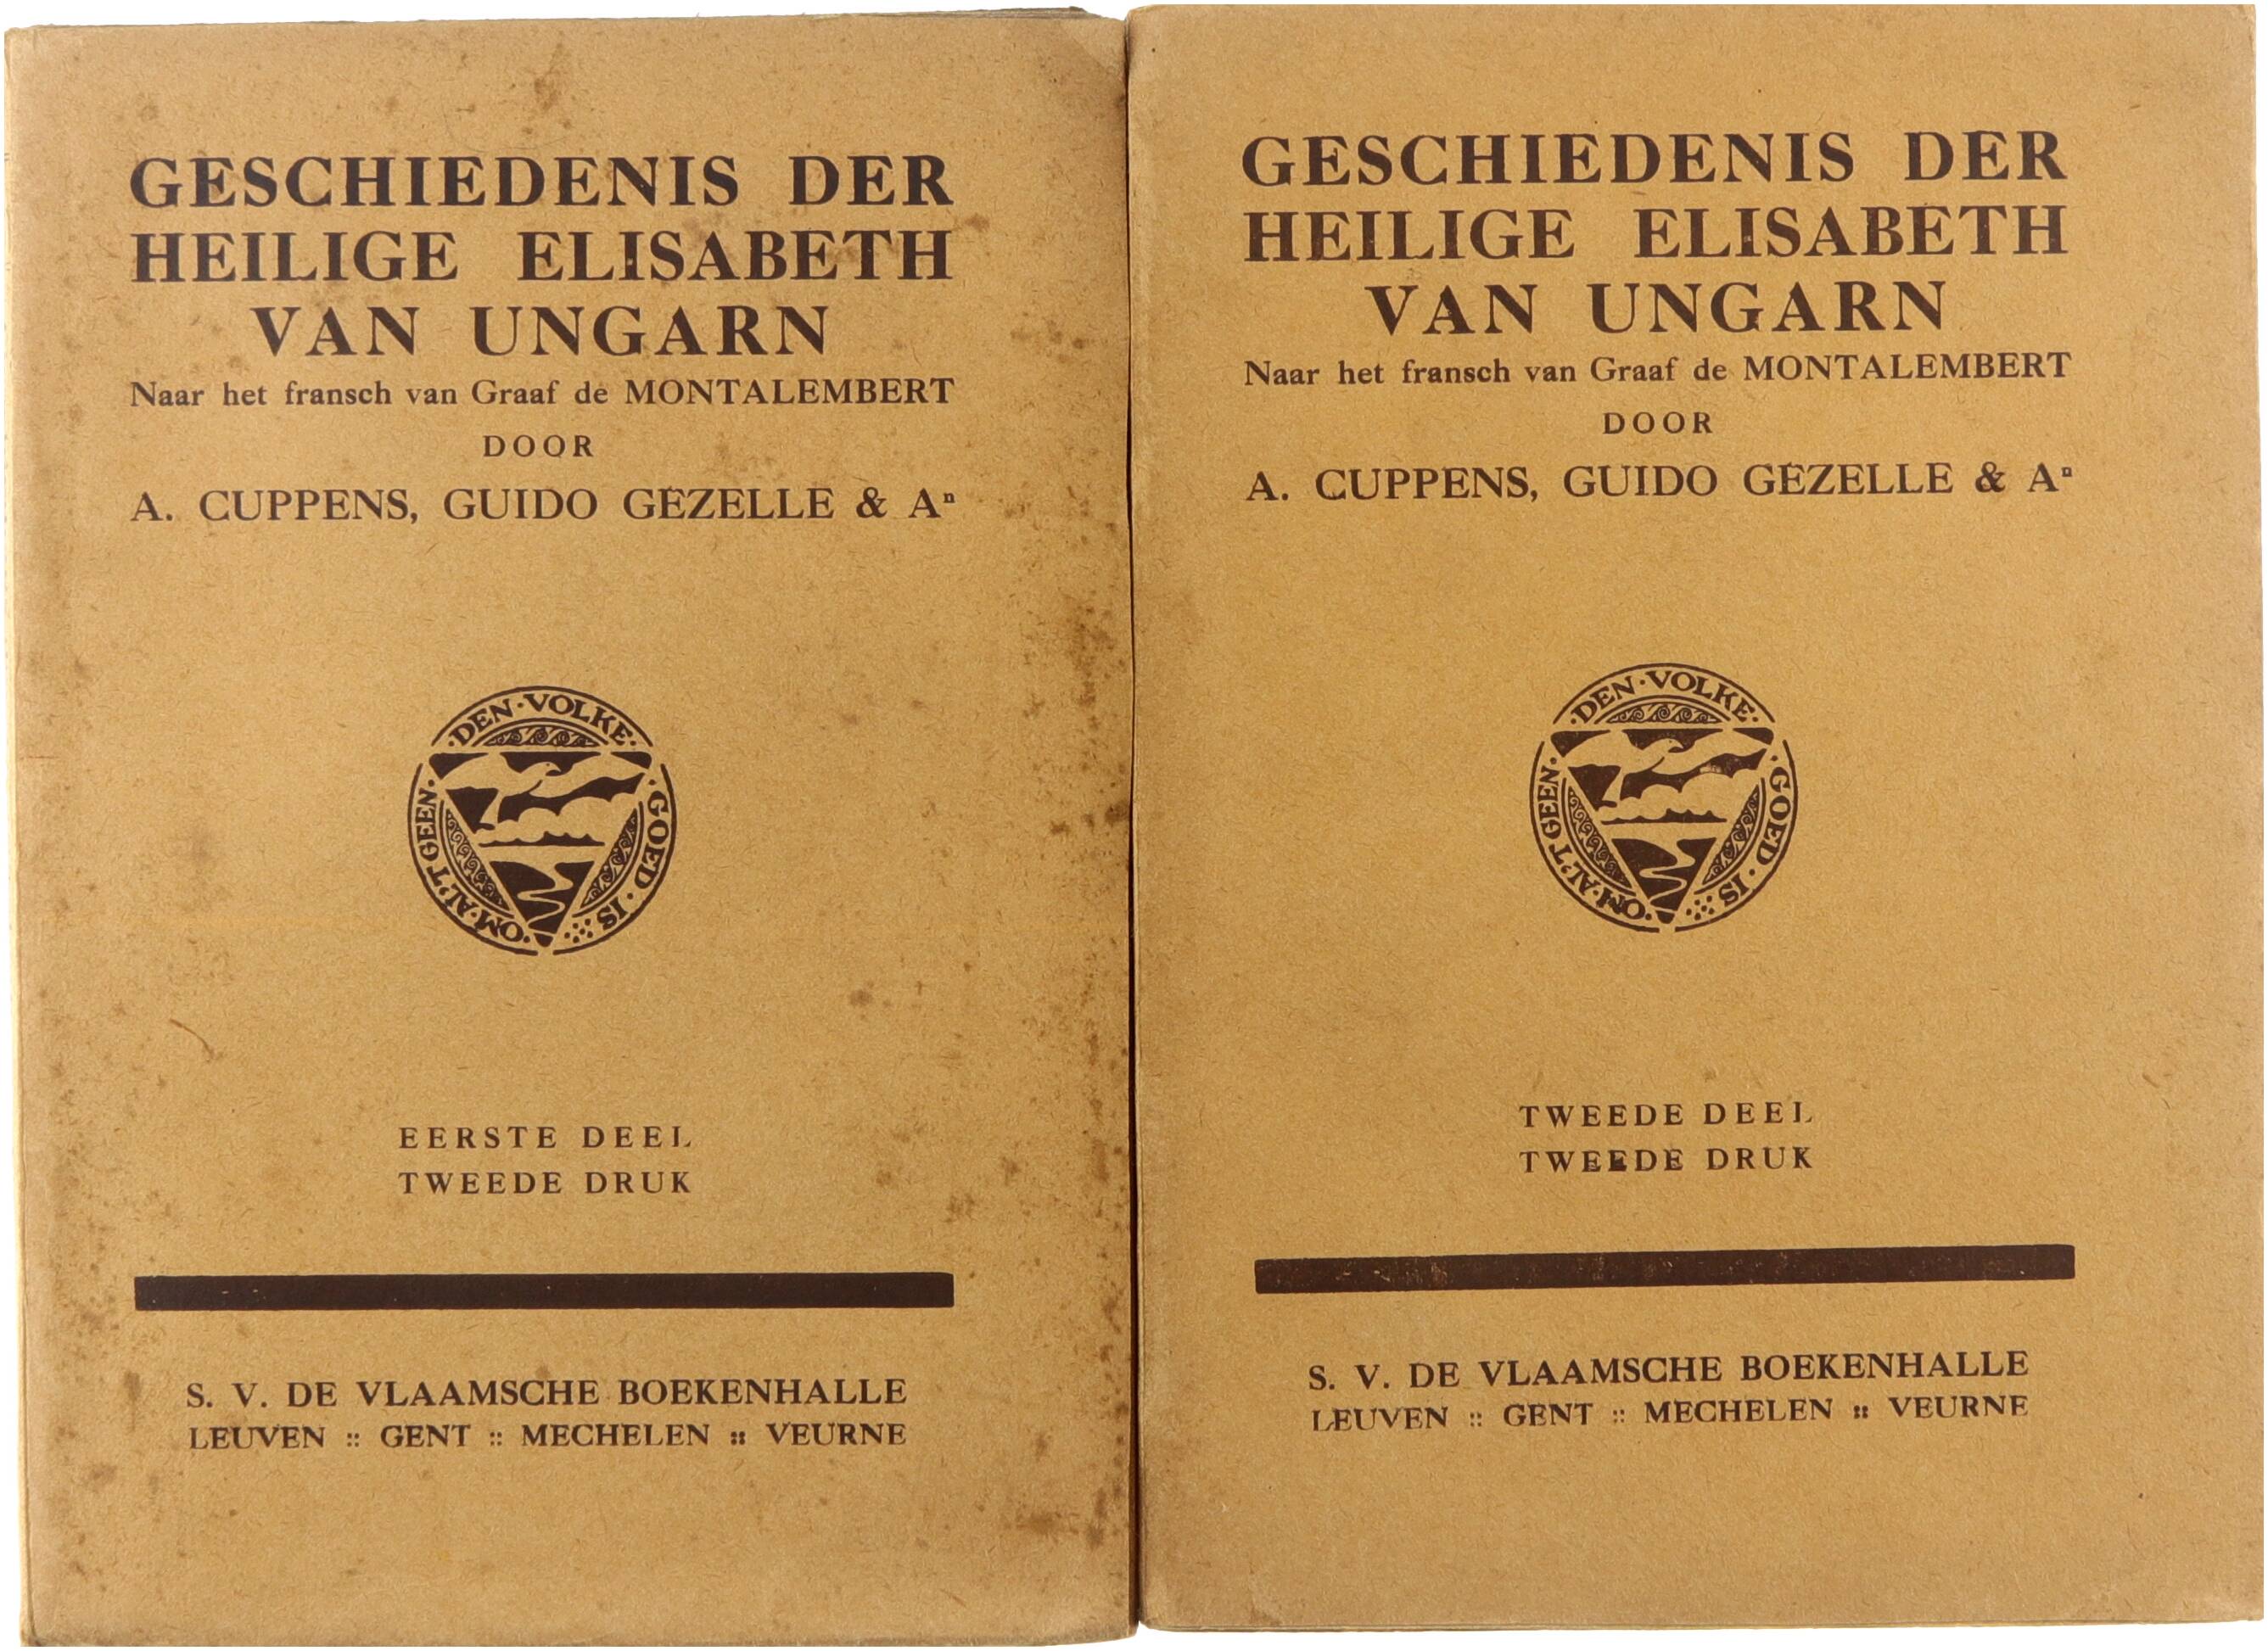 GESCHIEDENIS DER
HEILIGE ELISABETH
VAN UNGARN
Naar het fransch van Graaf de MONTALEMBERT
DOOR
A. CUPPENS, GUIDO GEZELLE & Aⁿ
OM·AL'T GEEN·
·DEN·VOLKE·
·GOED·IS
EERSTE DEEL
TWEEDE DRUK
S. V. DE VLAAMSCHE BOEKENHALLE
LEUVEN :: GENT :: MECHELEN :: VEURNE
GESCHIEDENIS DER
HEILIGE ELISABETH
VAN UNGARN
Naar het fransch van Graaf de MONTALEMBERT
DOOR
A. CUPPENS, GUIDO GEZELLE & Aⁿ
OM·AL'T GEEN·
·DEN·VOLKE·
·GOED·IS
TWEEDE DEEL
TWEEDE DRUK
S. V. DE VLAAMSCHE BOEKENHALLE
LEUVEN :: GENT :: MECHELEN :: VEURNE